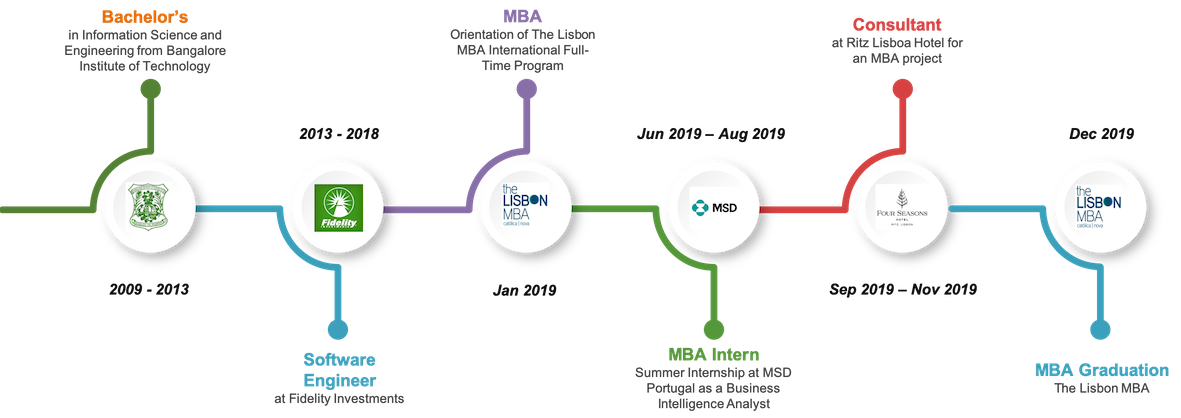 Bachelor's
in Information Science and
Engineering from Bangalore
Institute of Technology
2009 - 2013
2013 - 2018
Fidelity
Software
Engineer
at Fidelity Investments
MBA
Orientation of The Lisbon
MBA International Full-
Time Program
the
LISBON
MBA
católica | nova
Jan 2019
Jun 2019 – Aug 2019
MSD
MBA Intern
Summer Internship at MSD
Portugal as a Business
Intelligence Analyst
Consultant
at Ritz Lisboa Hotel for
an MBA project
FOUR SEASONS
HOTEL
RITZ LISBON
Sep 2019 – Nov 2019
Dec 2019
the
LISBON
MBA
católica | nova
MBA Graduation
The Lisbon MBA